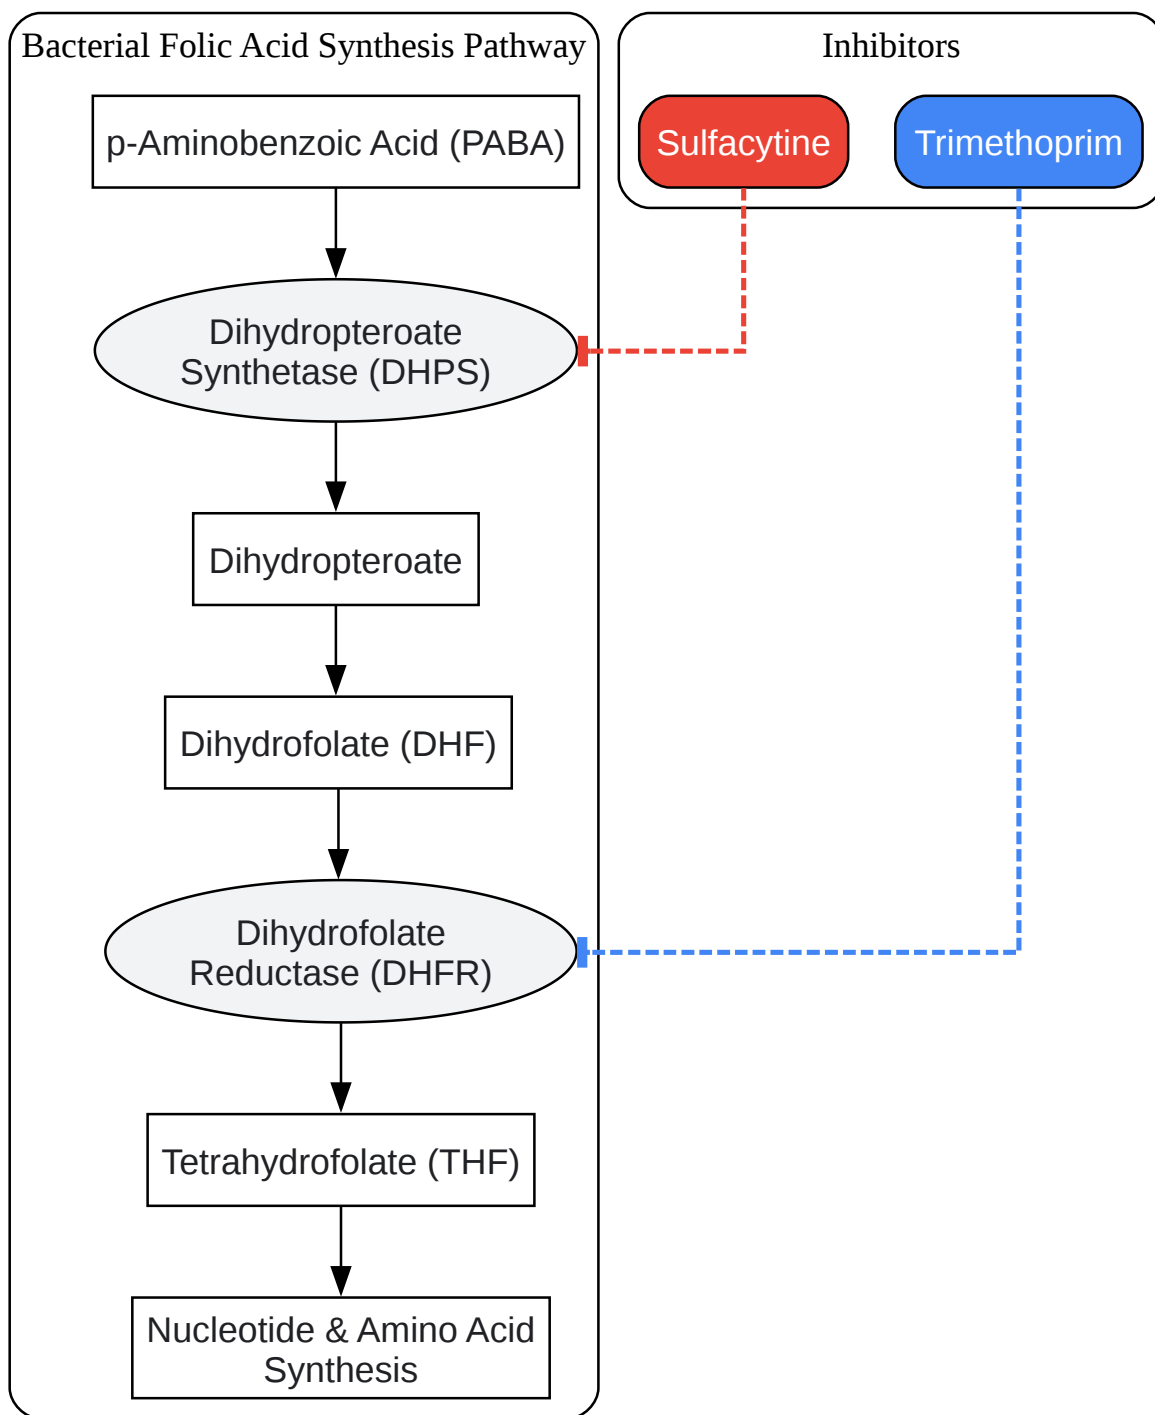 Bacterial Folic Acid Synthesis Pathway
p-Aminobenzoic Acid (PABA)
Dihydropteroate
Synthetase (DHPS)
Dihydropteroate
Dihydrofolate (DHF)
Dihydrofolate
Reductase (DHFR)
Tetrahydrofolate (THF)
Nucleotide & Amino Acid
Synthesis
Inhibitors
Sulfacytine
Trimethoprim